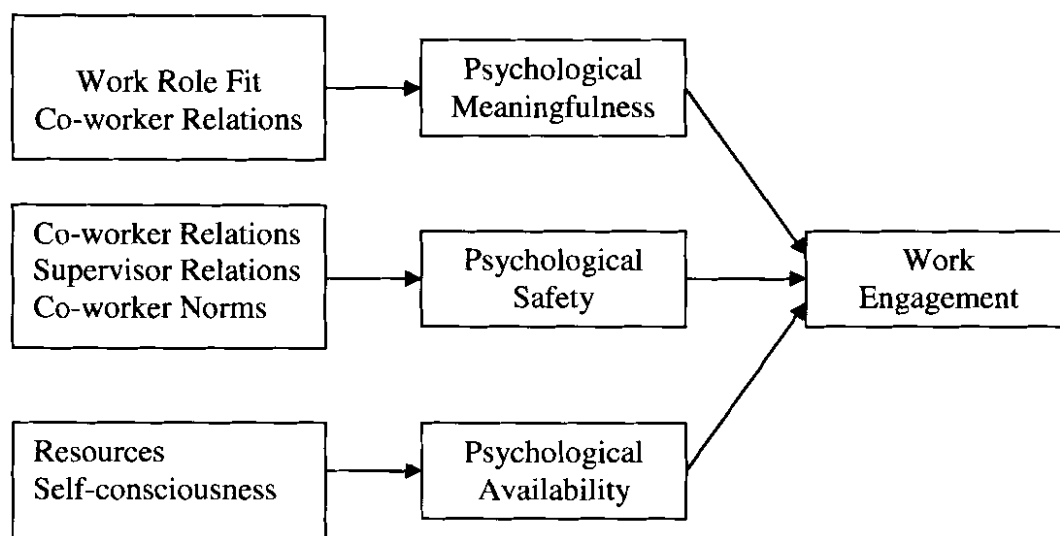 Work Role Fit
Co-worker Relations
Psychological
Meaningfulness
Co-worker Relations
Supervisor Relations
Co-worker Norms
Psychological
Safety
Work
Engagement
Resources
Self-consciousness
Psychological
Availability